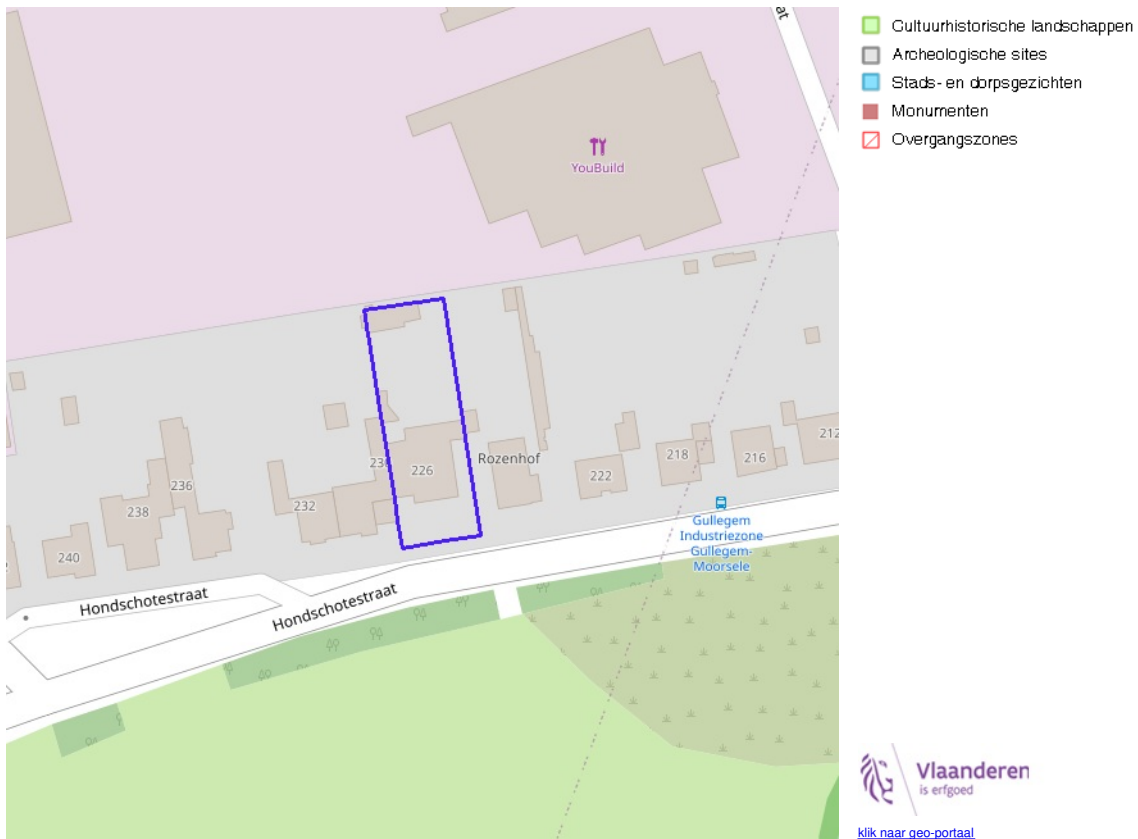 Cultuurhistorische landschappen
Archeologische sites
Stads- en dorpsgezichten
Monumenten
Overgangszones
YouBuild
212
Rozenhof
218
216
236
226
222
232
238
240
Gullegem
Industriezone
Gullegem-
Moorsele
Hondschotestraat
Hondschotestraat
Vlaanderen
is erfgoed
klik naar geo-portaal